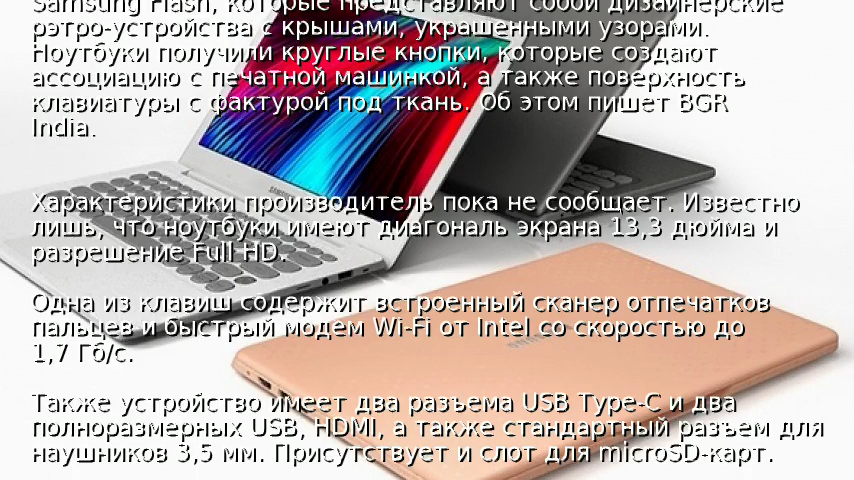 Samsung Flash, которые представляют собой дизайнерские
рэтро-устройства с крышами, украшенными узорами.
Ноутбуки получили круглые кнопки, которые создают
ассоциацию с печатной машинкой, а также поверхность
клавиатуры с фактурой под ткань. Об этом пишет BGR
India.
Характеристики производитель пока не сообщает. Известно
лишь, что ноутбуки имеют диагональ экрана 13,3 дюйма и
разрешение Full HD.
Одна из клавиш содержит встроенный сканер отпечатков
пальцев и быстрый модем Wi-Fi от Intel со скоростью до
1,7 Гб/с.
Также устройство имеет два разъема USB Type-C и два
полноразмерных USB, HDMI, а также стандартный разъем для
наушников 3,5 мм. Присутствует и слот для microSD-карт.